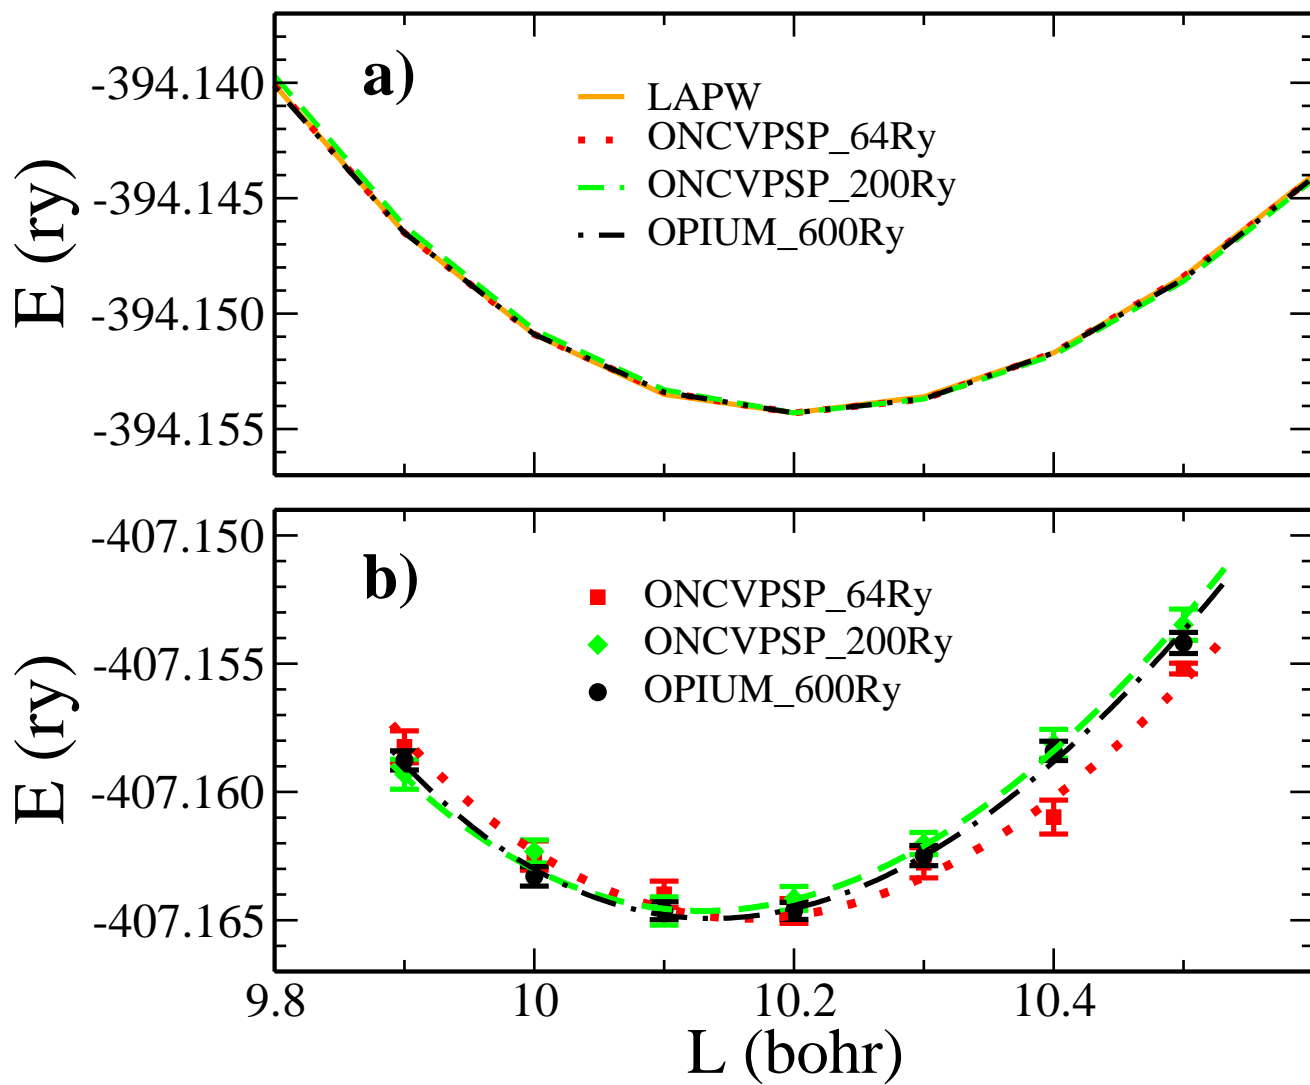 a)
-394.140
-394.145
-394.150
-394.155
E (ry)
LAPW
ONCVPSP_64Ry
ONCVPSP_200Ry
OPIUM_600Ry
b)
-407.150
-407.155
-407.160
-407.165
E (ry)
ONCVPSP_64Ry
ONCVPSP_200Ry
OPIUM_600Ry
9.8 10 10.2 10.4
L (bohr)